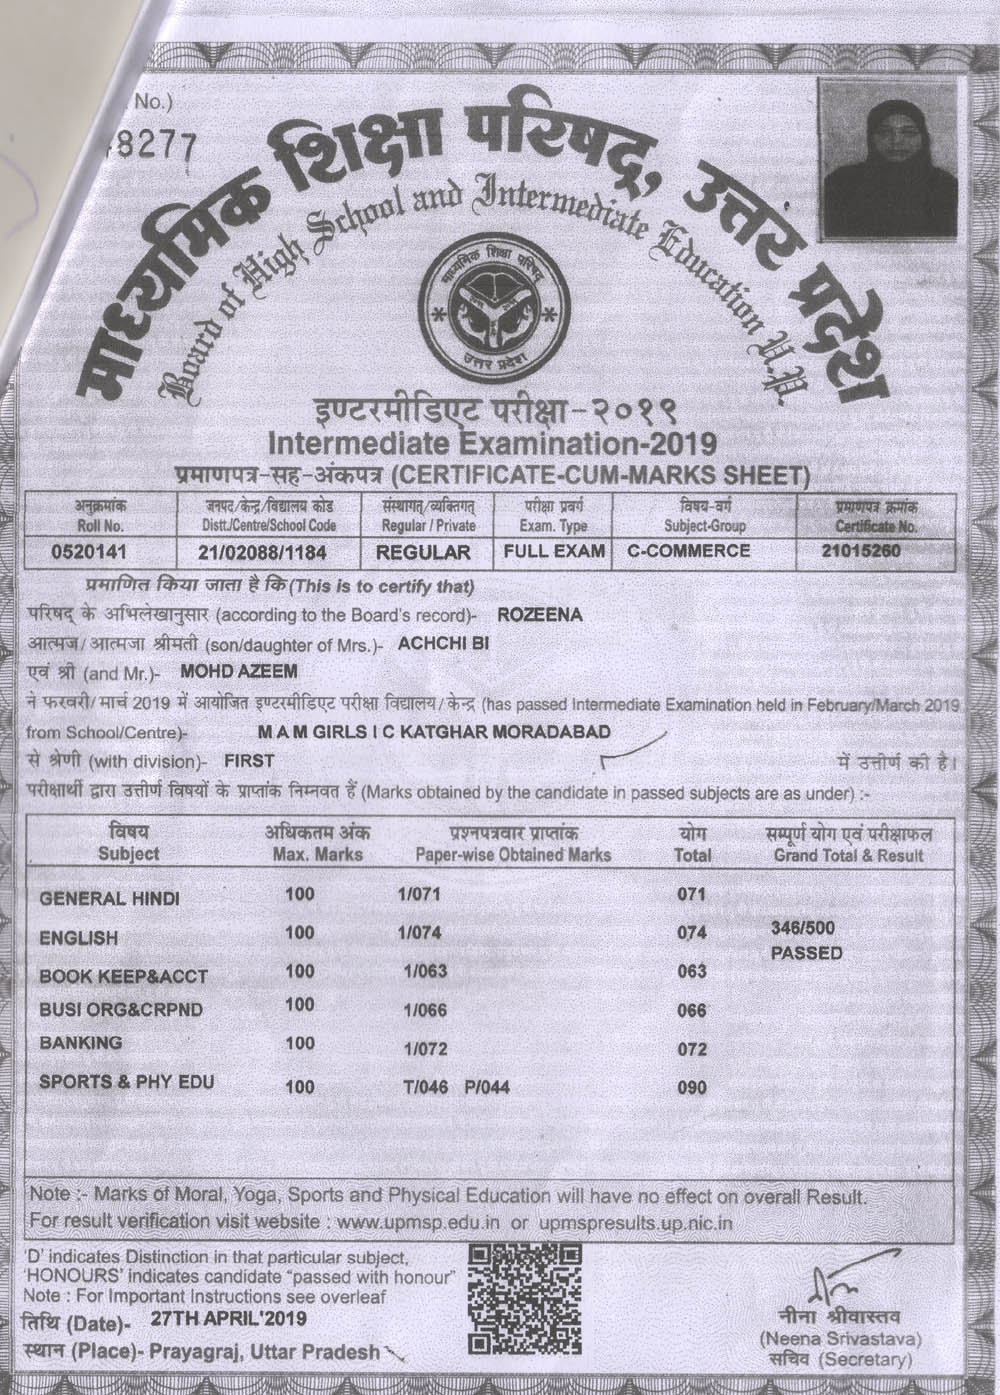 No.)
8277
माध्यमिक शिक्षा परिषद्, उत्तर प्रदेश
Board of High School and Intermediate Education U.P.
माध्यमिक शिक्षा परिषद्
उत्तर प्रदेश
इण्टरमीडिएट परीक्षा-२०१९
Intermediate Examination-2019
प्रमाणपत्र-सह-अंकपत्र (CERTIFICATE-CUM-MARKS SHEET)
अनुक्रमांक जनपद/केन्द्र/विद्यालय कोड संस्थागत्/व्यक्तिगत् परीक्षा प्रवर्ग विषय-वर्ग प्रमाणपत्र क्रमांक
Roll No. Distt./Centre/School Code Regular / Private Exam. Type Subject-Group Certificate No.
0520141 21/02088/1184 REGULAR FULL EXAM C-COMMERCE 21015260
प्रमाणित किया जाता है कि (This is to certify that)
परिषद् के अभिलेखानुसार (according to the Board's record)- ROZEENA
आत्मज/आत्मजा श्रीमती (son/daughter of Mrs.)- ACHCHI BI
एवं श्री (and Mr.)- MOHD AZEEM
ने फरवरी/मार्च 2019 में आयोजित इण्टरमीडिएट परीक्षा विद्यालय/केन्द्र (has passed Intermediate Examination held in February/March 2019
from School/Centre)- M A M GIRLS I C KATGHAR MORADABAD
से श्रेणी (with division)- FIRST में उत्तीर्ण की है।
परीक्षार्थी द्वारा उत्तीर्ण विषयों के प्राप्तांक निम्नवत हैं (Marks obtained by the candidate in passed subjects are as under) :-
विषय अधिकतम अंक प्रश्नपत्रवार प्राप्तांक योग सम्पूर्ण योग एवं परीक्षाफल
Subject Max. Marks Paper-wise Obtained Marks Total Grand Total & Result
GENERAL HINDI 100 1/071 071
ENGLISH 100 1/074 074 346/500
PASSED
BOOK KEEP&ACCT 100 1/063 063
BUSI ORG&CRPND 100 1/066 066
BANKING 100 1/072 072
SPORTS & PHY EDU 100 T/046 P/044 090
Note :- Marks of Moral, Yoga, Sports and Physical Education will have no effect on overall Result.
For result verification visit website : www.upmsp.edu.in or upmspresults.up.nic.in
'D' indicates Distinction in that particular subject,
'HONOURS' indicates candidate "passed with honour"
Note : For Important Instructions see overleaf
तिथि (Date)- 27TH APRIL'2019
स्थान (Place)- Prayagraj, Uttar Pradesh
नीना श्रीवास्तव
(Neena Srivastava)
सचिव (Secretary)